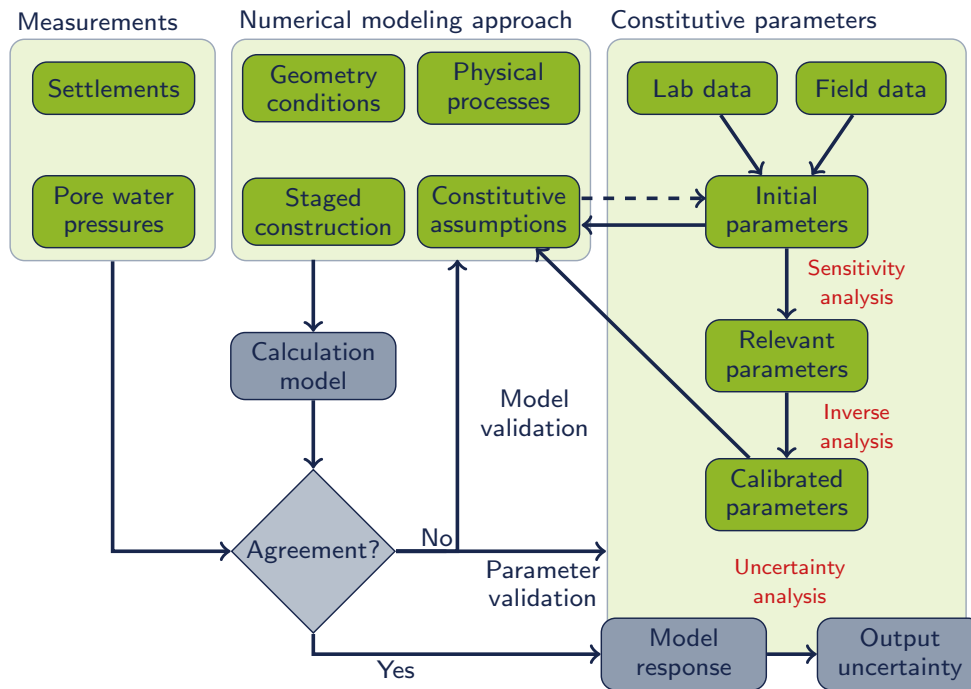 Measurements
Numerical modeling approach
Constitutive parameters
Settlements
Pore water
pressures
Geometry
conditions
Physical
processes
Staged
construction
Constitutive
assumptions
Lab data
Field data
Initial
parameters
Sensitivity
analysis
Relevant
parameters
Inverse
analysis
Calibrated
parameters
Calculation
model
Model
validation
Agreement?
No
Parameter
validation
Uncertainty
analysis
Yes
Model
response
Output
uncertainty